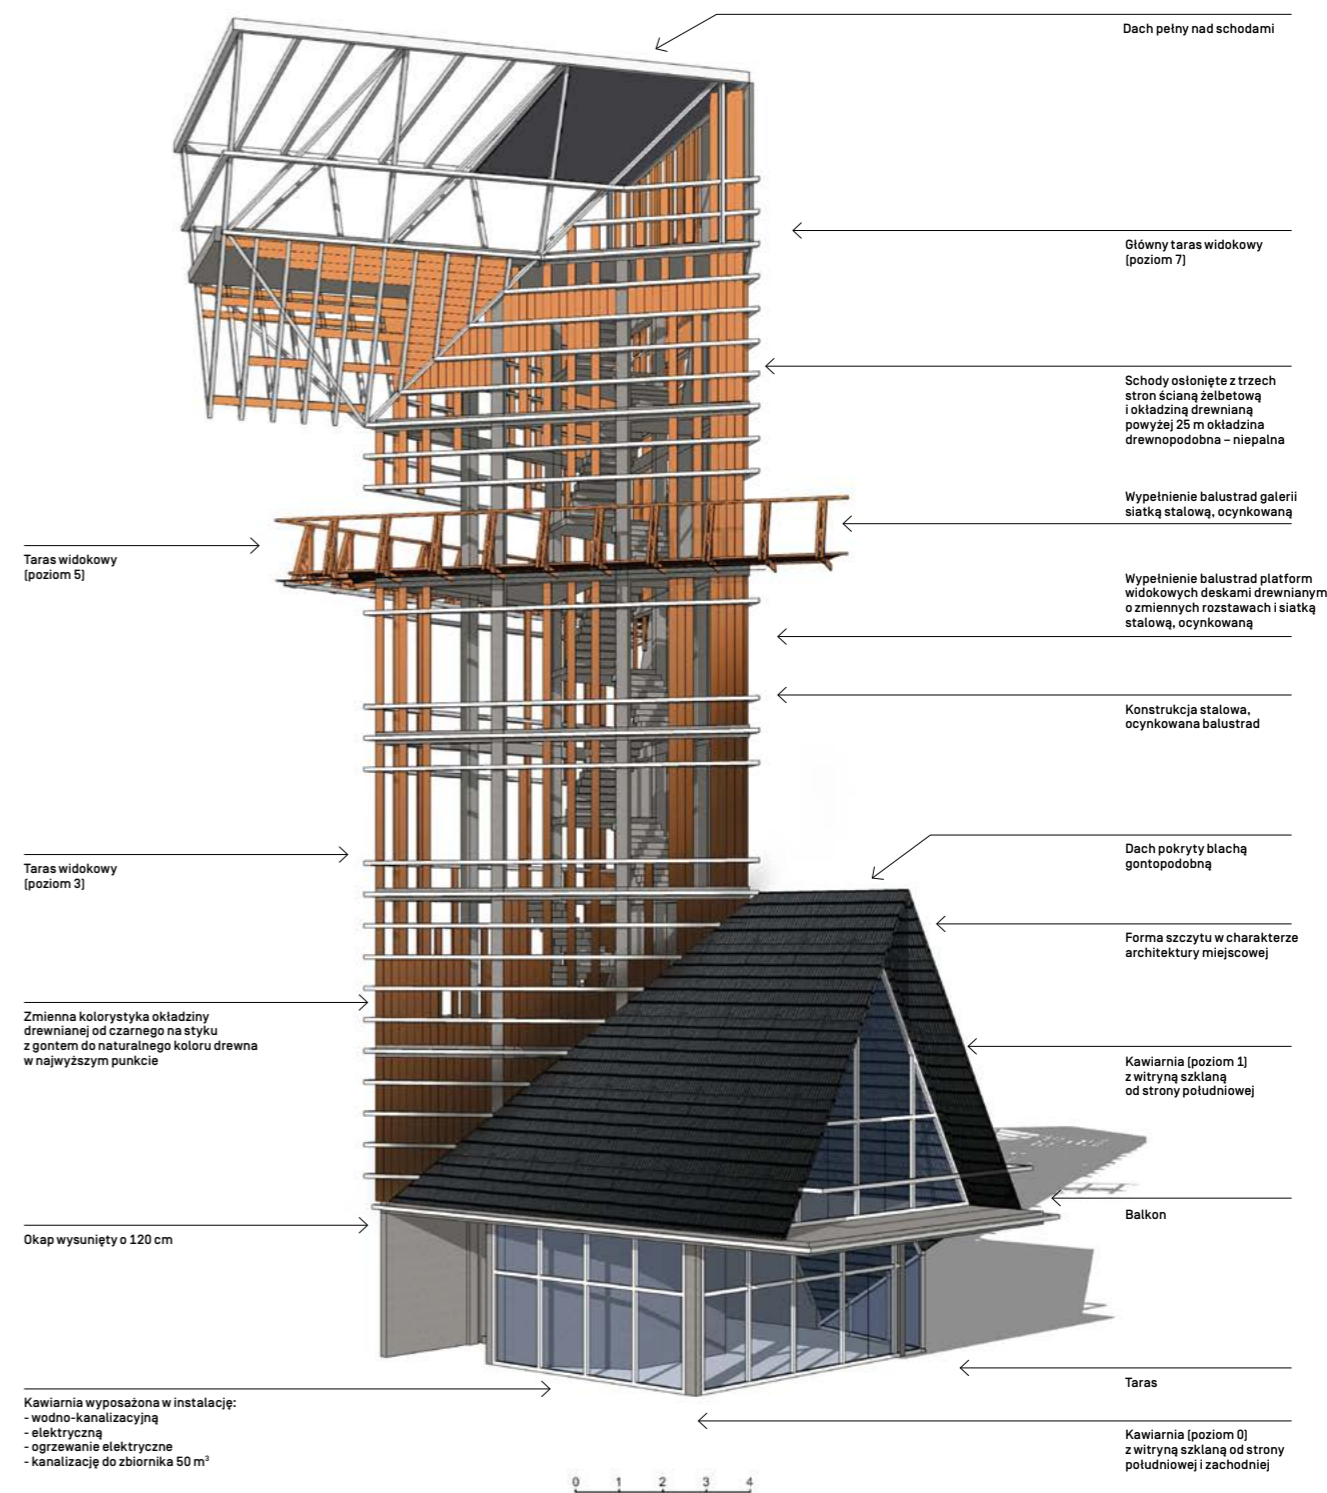 Dach pełny nad schodami
Główny taras widokowy
(poziom 7)
Schody osłonięte z trzech
stron ścianą żelbetową
i okładziną drewnianą
powyżej 25 m okładzina
drewnopodobna – niepalna
Wypełnienie balustrad galerii
siatką stalową, ocynkowaną
Taras widokowy
(poziom 5)
Wypełnienie balustrad platform
widokowych deskami drewnianym
o zmiennych rozstawach i siatką
stalową, ocynkowaną
Konstrukcja stalowa,
ocynkowana balustrad
Dach pokryty blachą
gontopodobną
Taras widokowy
(poziom 3)
Forma szczytu w charakterze
architektury miejscowej
Zmienna kolorystyka okładziny
drewnianej od czarnego na styku
z gontem do naturalnego koloru drewna
w najwyższym punkcie
Kawiarnia (poziom 1)
z witryną szklaną
od strony południowej
Balkon
Okap wysunięty o 120 cm
Taras
Kawiarnia wyposażona w instalację:
- wodno-kanalizacyjną
- elektryczną
- ogrzewanie elektryczne
- kanalizację do zbiornika 50 m³
Kawiarnia (poziom 0)
z witryną szklaną od strony
południowej i zachodniej
0 1 2 3 4